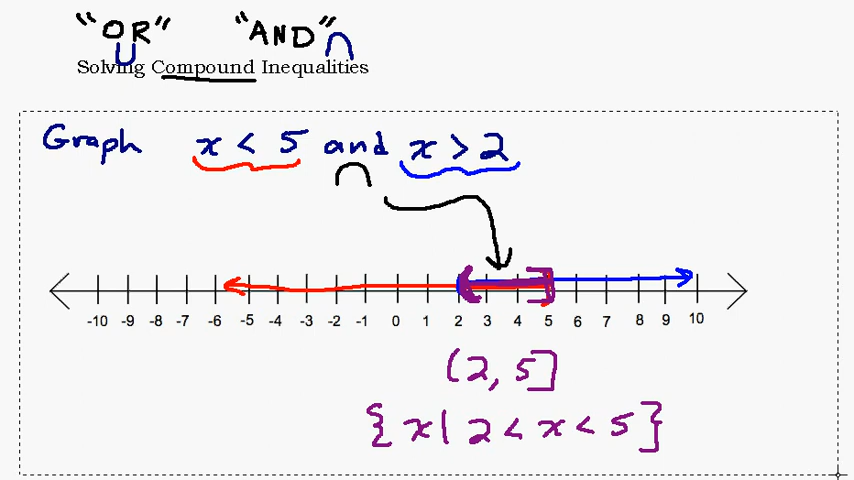 "OR" "AND" ∩
∪
Solving Compound Inequalities
Graph x < 5 and x > 2
∩
-10 -9 -8 -7 -6 -5 -4 -3 -2 -1 0 1 2 3 4 5 6 7 8 9 10
(2, 5]
{x| 2 < x < 5}